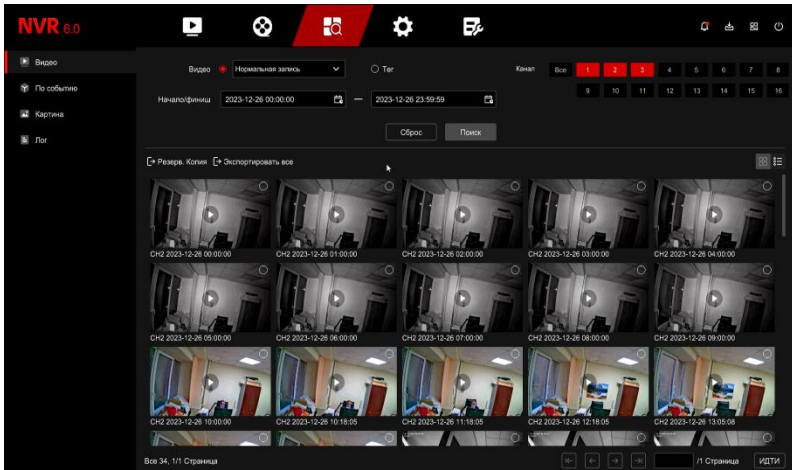 NVR 6.0
Видео
По событию
Картина
Лог
Видео Нормальная запись Тег Канал Все 1 2 3 4 5 6 7 8
9 10 11 12 13 14 15 16
Начало/финиш 2023-12-26 00:00:00 — 2023-12-26 23:59:59
Сброс Поиск
Резерв. Копия Экспортировать все
CH2 2023-12-26 00:00:00 CH2 2023-12-26 01:00:00 CH2 2023-12-26 02:00:00 CH2 2023-12-26 03:00:00 CH2 2023-12-26 04:00:00
CH2 2023-12-26 05:00:00 CH2 2023-12-26 06:00:00 CH2 2023-12-26 07:00:00 CH2 2023-12-26 08:00:00 CH2 2023-12-26 09:00:00
CH2 2023-12-26 10:00:00 CH2 2023-12-26 10:18:05 CH2 2023-12-26 11:18:05 CH2 2023-12-26 12:18:05 CH2 2023-12-26 13:05:08
Все 34, 1/1 Страница /1 Страница ИДТИ